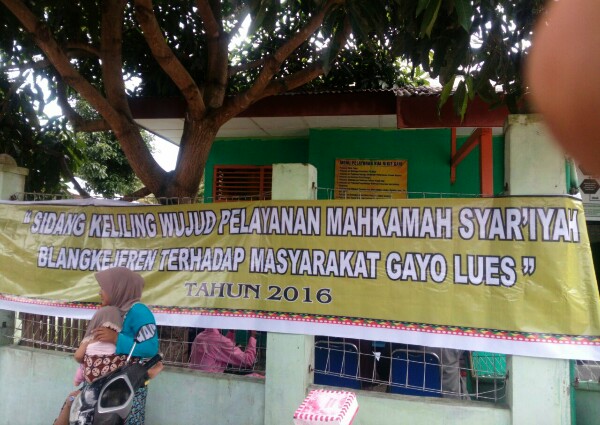 " SIDANG KELILING WUJUD PELAYANAN MAHKAMAH SYAR'IYAH
BLANGKEJEREN TERHADAP MASYARAKAT GAYO LUES "
TAHUN 2016